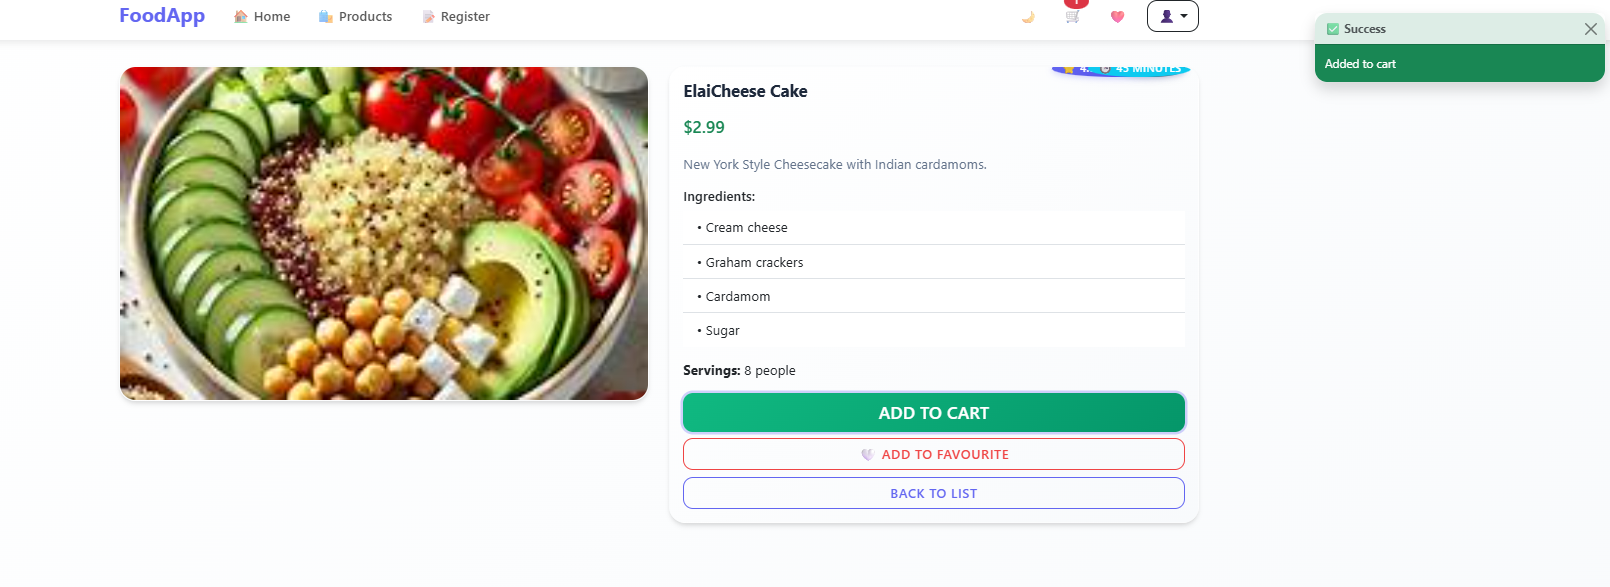 FoodApp
Home
Products
Register
Success
Added to cart
45 MINUTES
ElaiCheese Cake
$2.99
New York Style Cheesecake with Indian cardamoms.
Ingredients:
• Cream cheese
• Graham crackers
• Cardamom
• Sugar
Servings: 8 people
ADD TO CART
ADD TO FAVOURITE
BACK TO LIST